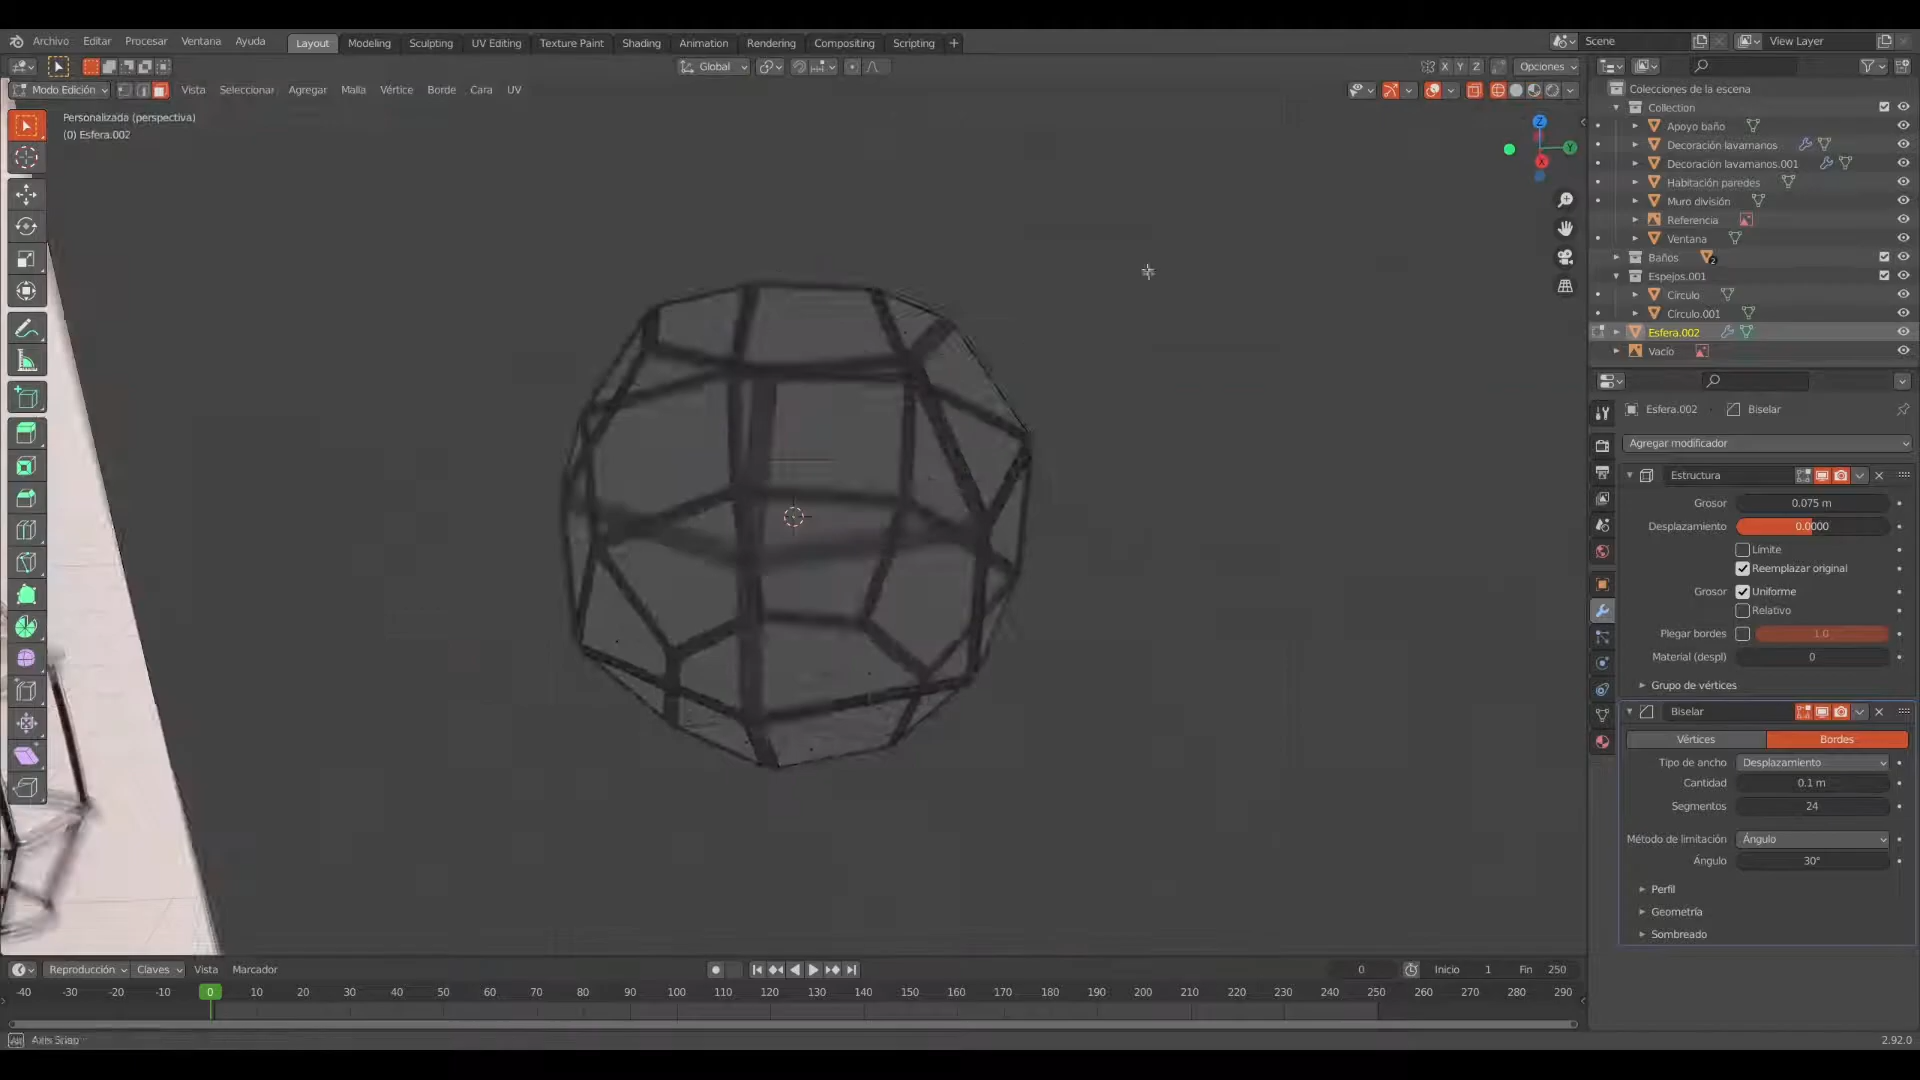 Archivo Editar Procesar Ventana Ayuda
Layout Modeling Sculpting UV Editing Texture Paint Shading Animation Rendering Compositing Scripting +
Scene View Layer
Global X Y Z Opciones
Modo Edición Vista Seleccionar Agregar Malla Vértice Borde Cara UV
Personalizada (perspectiva)
(0) Esfera.002
Z
Y
X
Colecciones de la escena
Collection
Apoyo baño
Decoración lavamanos
Decoración lavamanos.001
Habitación paredes
Muro división
Referencia
Ventana
Baños 2
Espejos.001
Círculo
Círculo.001
Esfera.002
Vacío
Esfera.002 Biselar
Agregar modificador
Estructura
Grosor 0.075 m
Desplazamiento 0.0000
Límite
Reemplazar original
Grosor Uniforme
Relativo
Plegar bordes 1.0
Material (despl) 0
Grupo de vértices
Biselar
Vértices Bordes
Tipo de ancho Desplazamiento
Cantidad 0.1 m
Segmentos 24
Método de limitación Ángulo
Ángulo 30°
Perfil
Geometría
Sombreado
Reproducción Claves Vista Marcador 0 Inicio 1 Fin 250
-40 -30 -20 -10 0 10 20 30 40 50 60 70 80 90 100 110 120 130 140 150 160 170 180 190 200 210 220 230 240 250 260 270 280 290
Axis Snap 2.92.0